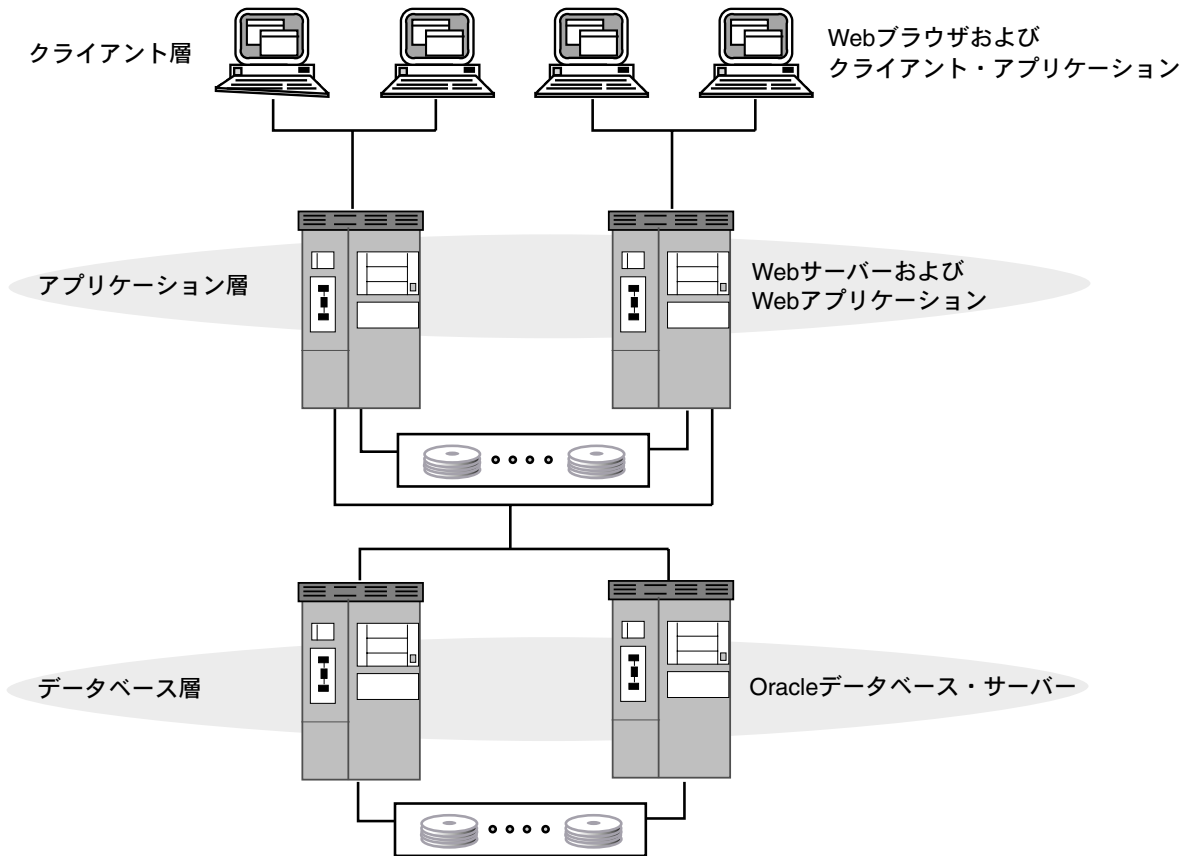 クライアント層
Webブラウザおよび
クライアント・アプリケーション
アプリケーション層
Webサーバーおよび
Webアプリケーション
データベース層
Oracleデータベース・サーバー